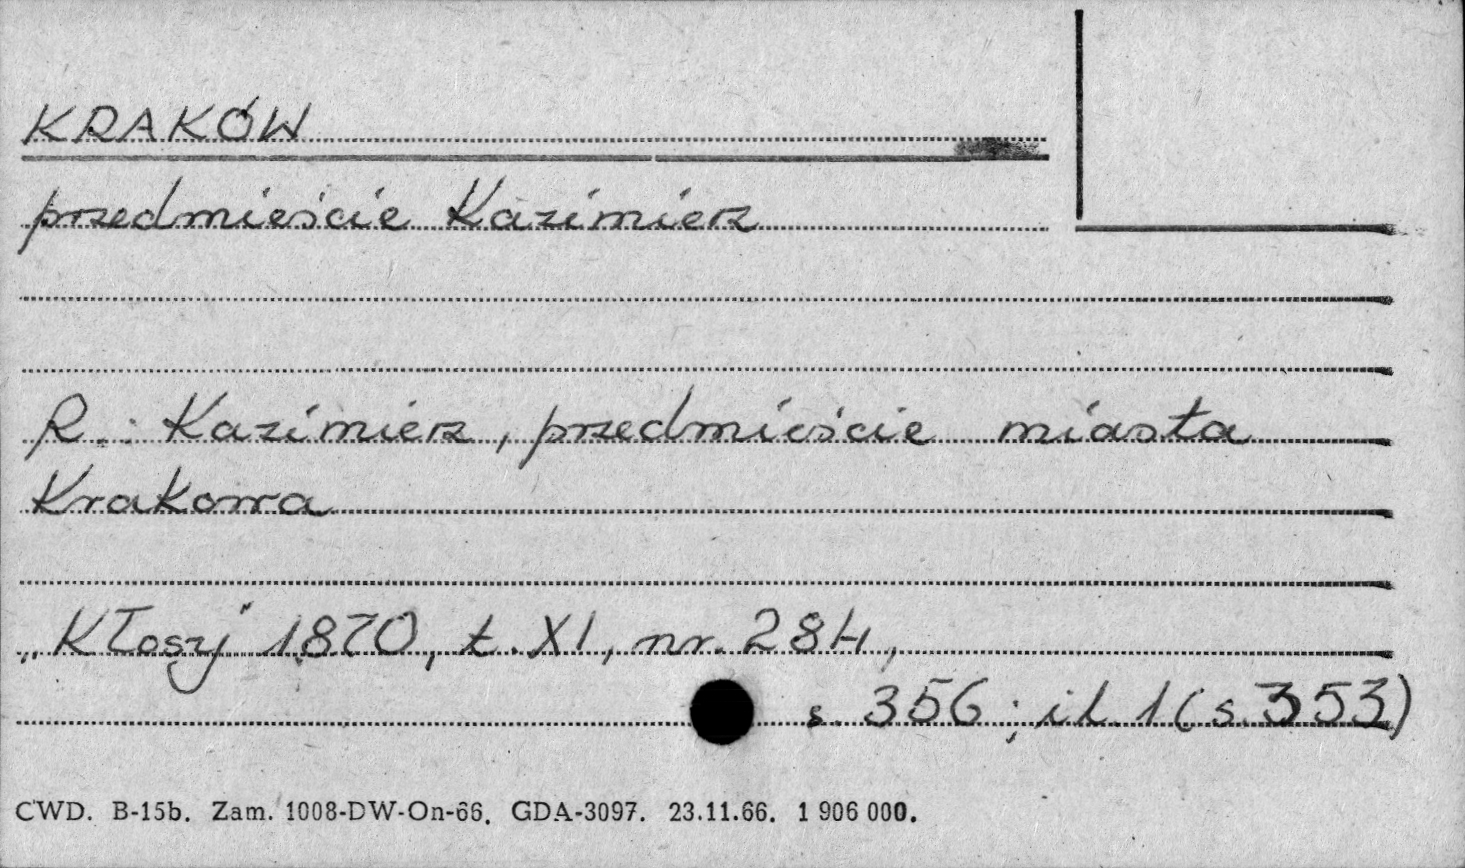 KRAKÓW
przedmieście Kazimierz
R.: Kazimierz, przedmieście miasta
Krakowa
„Kłosy" 1870, t. XI, nr. 284,
s. 356; il. 1 (s. 353)
CWD. B-15b. Zam. 1008-DW-On-66. GDA-3097. 23.11.66. 1 906 000.